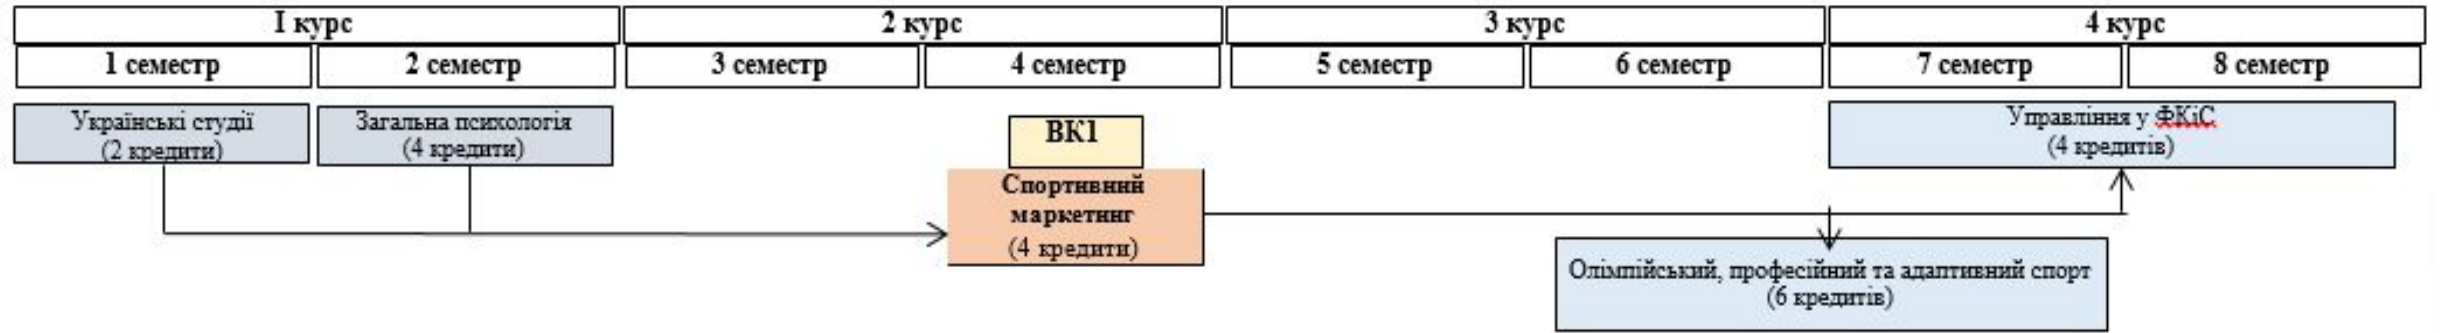 I курс
2 курс
3 курс
4 курс
1 семестр
2 семестр
3 семестр
4 семестр
5 семестр
6 семестр
7 семестр
8 семестр
Українські студії
(2 кредити)
Загальна психологія
(4 кредити)
ВК1
Спортивний
маркетинг
(4 кредити)
Управління у ФКіС
(4 кредитів)
Олімпійський, професійний та адаптивний спорт
(6 кредитів)